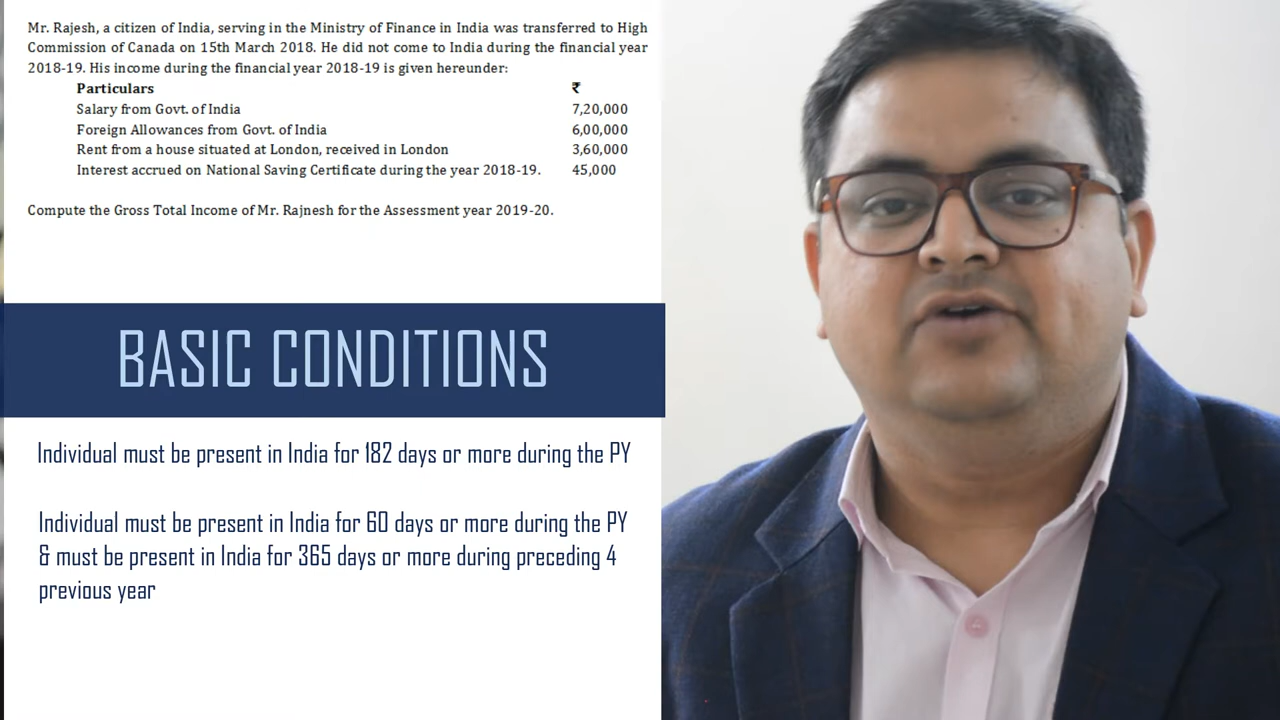 Mr. Rajesh, a citizen of India, serving in the Ministry of Finance in India was transferred to High
Commission of Canada on 15th March 2018. He did not come to India during the financial year
2018-19. His income during the financial year 2018-19 is given hereunder:
Particulars ₹
Salary from Govt. of India 7,20,000
Foreign Allowances from Govt. of India 6,00,000
Rent from a house situated at London, received in London 3,60,000
Interest accrued on National Saving Certificate during the year 2018-19. 45,000
Compute the Gross Total Income of Mr. Rajnesh for the Assessment year 2019-20.
BASIC CONDITIONS
Individual must be present in India for 182 days or more during the PY
Individual must be present in India for 60 days or more during the PY
& must be present in India for 365 days or more during preceding 4
previous year